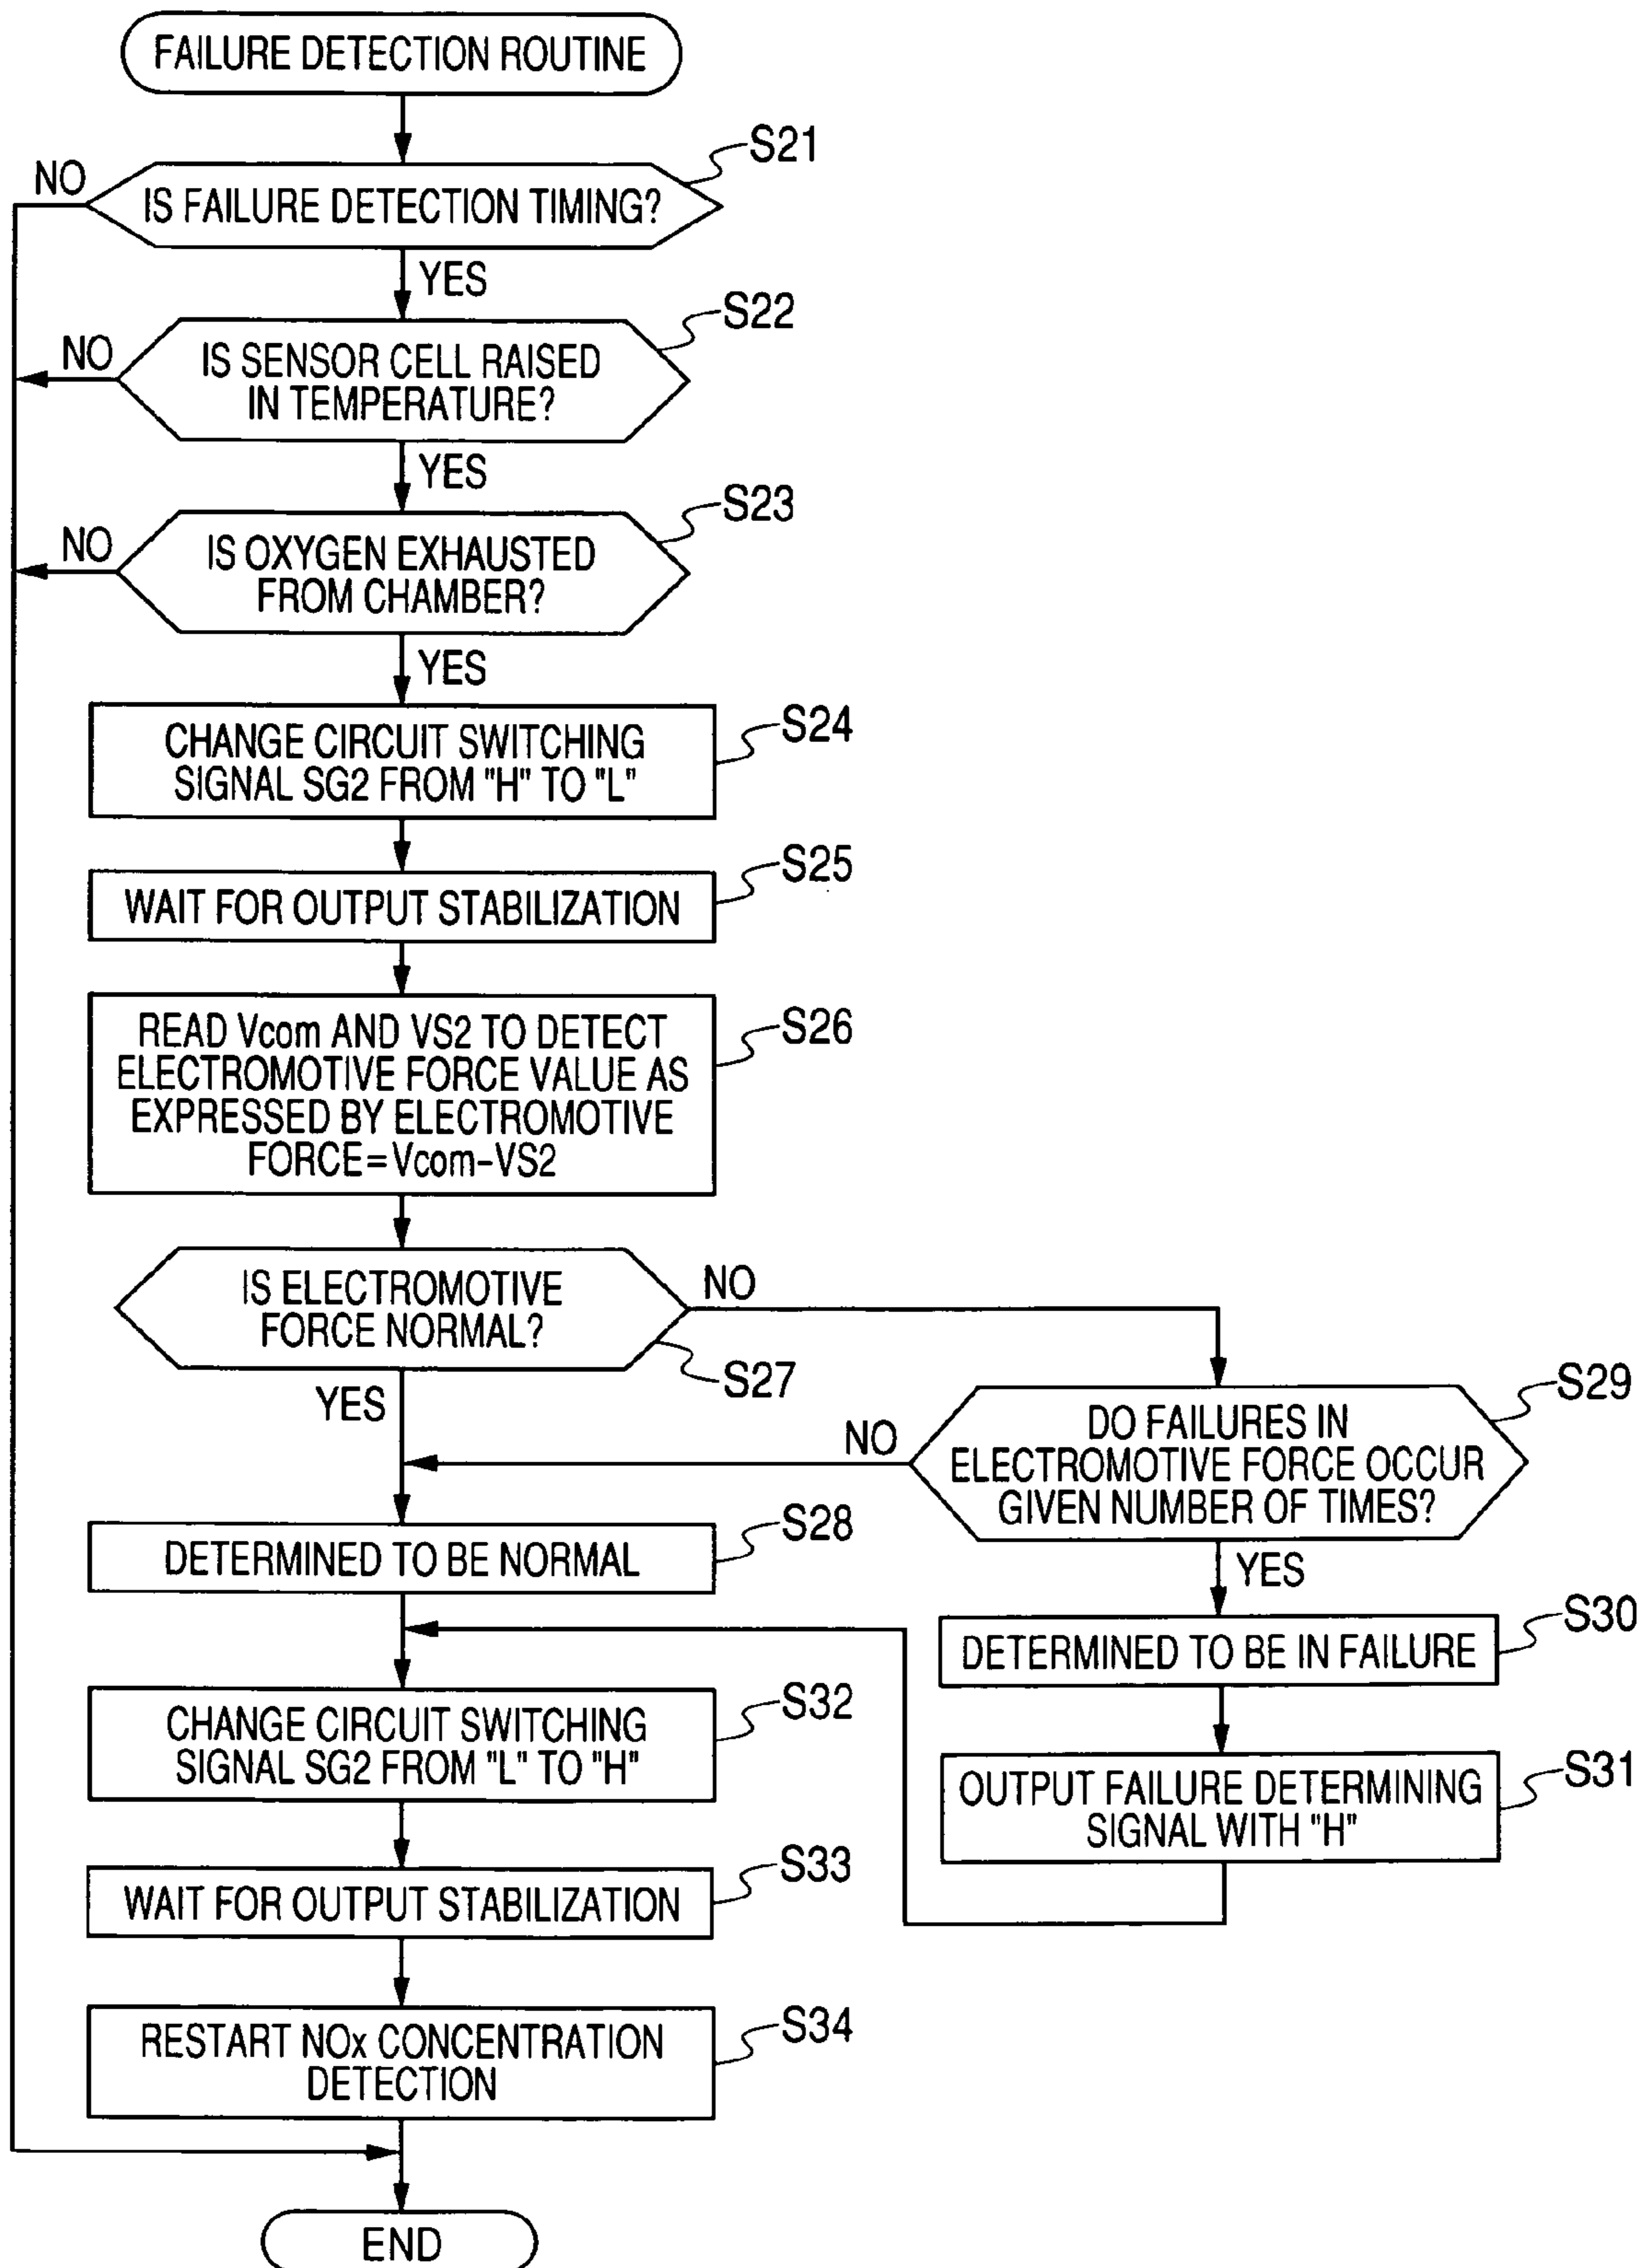 FAILURE DETECTION ROUTINE
S21
NO
IS FAILURE DETECTION TIMING?
YES
S22
NO
IS SENSOR CELL RAISED
IN TEMPERATURE?
YES
S23
NO
IS OXYGEN EXHAUSTED
FROM CHAMBER?
YES
S24
CHANGE CIRCUIT SWITCHING
SIGNAL SG2 FROM "H" TO "L"
S25
WAIT FOR OUTPUT STABILIZATION
S26
READ Vcom AND VS2 TO DETECT
ELECTROMOTIVE FORCE VALUE AS
EXPRESSED BY ELECTROMOTIVE
FORCE=Vcom-VS2
IS ELECTROMOTIVE
FORCE NORMAL?
NO
S27
YES
S29
DO FAILURES IN
ELECTROMOTIVE FORCE OCCUR
GIVEN NUMBER OF TIMES?
NO
YES
S28
DETERMINED TO BE NORMAL
S30
DETERMINED TO BE IN FAILURE
S31
OUTPUT FAILURE DETERMINING
SIGNAL WITH "H"
S32
CHANGE CIRCUIT SWITCHING
SIGNAL SG2 FROM "L" TO "H"
S33
WAIT FOR OUTPUT STABILIZATION
S34
RESTART NOx CONCENTRATION
DETECTION
END